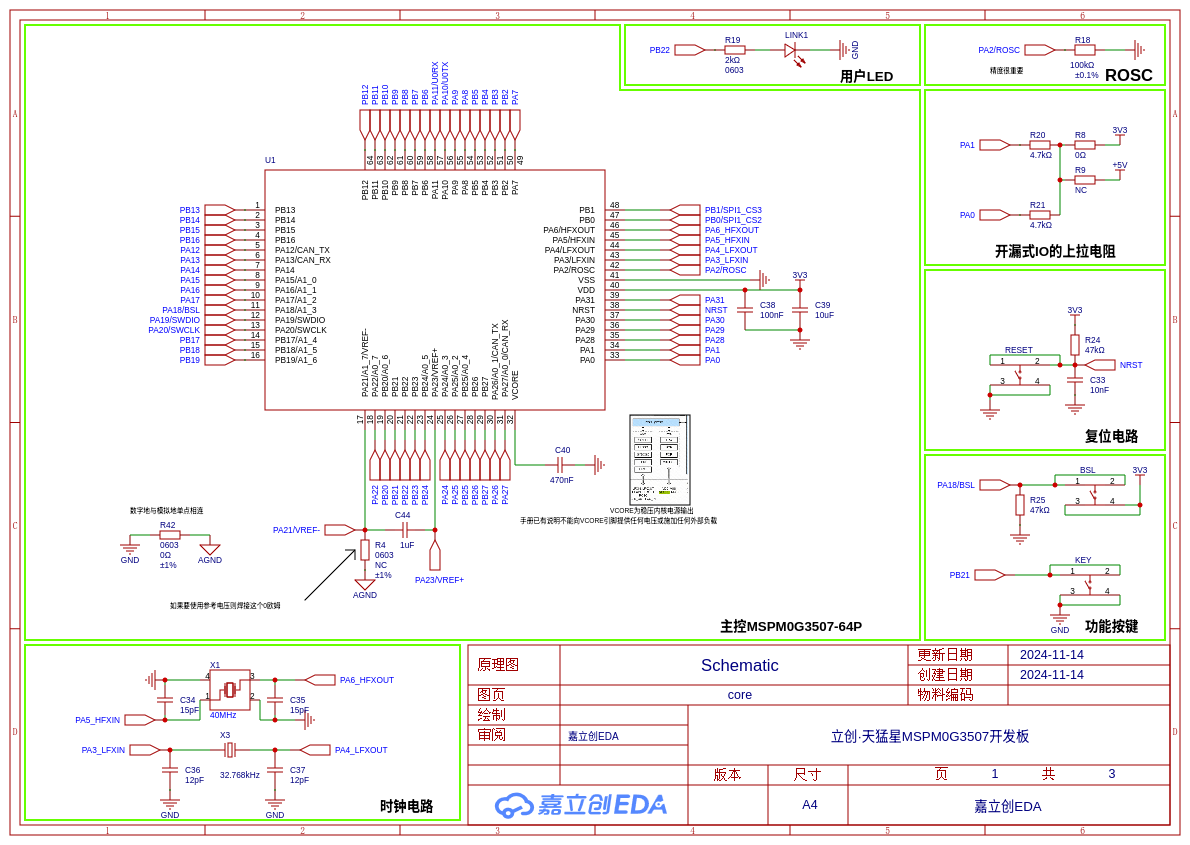 1 2 3 4 5 6
A
B
C
D
PB22
R19
2kΩ
0603
LINK1
GND
用户LED
PA2/ROSC
R18
100kΩ
±0.1%
精度很重要
ROSC
PA1
R20
4.7kΩ
R8
0Ω
3V3
R9
NC
+5V
PA0
R21
4.7kΩ
开漏式IO的上拉电阻
3V3
R24
47kΩ
RESET
1 2
3 4
NRST
C33
10nF
复位电路
PA18/BSL
BSL
1 2
3 4
3V3
R25
47kΩ
PB21
KEY
1 2
3 4
GND
功能按键
U1
PB12 PB11 PB10 PB9 PB8 PB7 PB6 PA11/U0RX PA10/U0TX PA9 PA8 PB5 PB4 PB3 PB2 PA7
64 63 62 61 60 59 58 57 56 55 54 53 52 51 50 49
PB12 PB11 PB10 PB9 PB8 PB7 PB6 PA11 PA10 PA9 PA8 PB5 PB4 PB3 PB2 PA7
PB13 1 PB13
PB14 2 PB14
PB15 3 PB15
PB16 4 PB16
PA12 5 PA12/CAN_TX
PA13 6 PA13/CAN_RX
PA14 7 PA14
PA15 8 PA15/A1_0
PA16 9 PA16/A1_1
PA17 10 PA17/A1_2
PA18/BSL 11 PA18/A1_3
PA19/SWDIO 12 PA19/SWDIO
PA20/SWCLK 13 PA20/SWCLK
PB17 14 PB17/A1_4
PB18 15 PB18/A1_5
PB19 16 PB19/A1_6
PB1 48 PB1/SPI1_CS3
PB0 47 PB0/SPI1_CS2
PA6/HFXOUT 46 PA6_HFXOUT
PA5/HFXIN 45 PA5_HFXIN
PA4/LFXOUT 44 PA4_LFXOUT
PA3/LFXIN 43 PA3_LFXIN
PA2/ROSC 42 PA2/ROSC
VSS 41
VDD 40
PA31 39 PA31
NRST 38 NRST
PA30 37 PA30
PA29 36 PA29
PA28 35 PA28
PA1 34 PA1
PA0 33 PA0
3V3
C38
100nF
C39
10uF
PA21/A1_7/VREF- PA22/A0_7 PB20/A0_6 PB21 PB22 PB23 PB24/A0_5 PA23/VREF+ PA24/A0_3 PA25/A0_2 PB25/A0_4 PB26 PB27 PA26/A0_1/CAN_TX PA27/A0_0/CAN_RX VCORE
17 18 19 20 21 22 23 24 25 26 27 28 29 30 31 32
PA22 PB20 PB21 PB22 PB23 PB24 PA24 PA25 PB25 PB26 PB27 PA26 PA27
C40
470nF
VCORE为稳压内核电源输出
手册已有说明不能向VCORE引脚提供任何电压或施加任何外部负载
数字地与模拟地单点相连
R42
0603
0Ω
±1%
GND
AGND
PA21/VREF-
C44
1uF
R4
0603
NC
±1%
AGND
PA23/VREF+
如果要使用参考电压则焊接这个0欧姆
主控MSPM0G3507-64P
X1
4 3
1 2
40MHz
C34
15pF
C35
15pF
PA6_HFXOUT
PA5_HFXIN
PA3_LFXIN
X3
32.768kHz
PA4_LFXOUT
C36
12pF
C37
12pF
GND
GND
时钟电路
原理图 Schematic 更新日期 2024-11-14
创建日期 2024-11-14
图页 core 物料编码
绘制
审阅 嘉立创EDA
立创·天猛星MSPM0G3507开发板
版本 尺寸 页 1 共 3
嘉立创EDA A4 嘉立创EDA
A
B
C
D
1 2 3 4 5 6